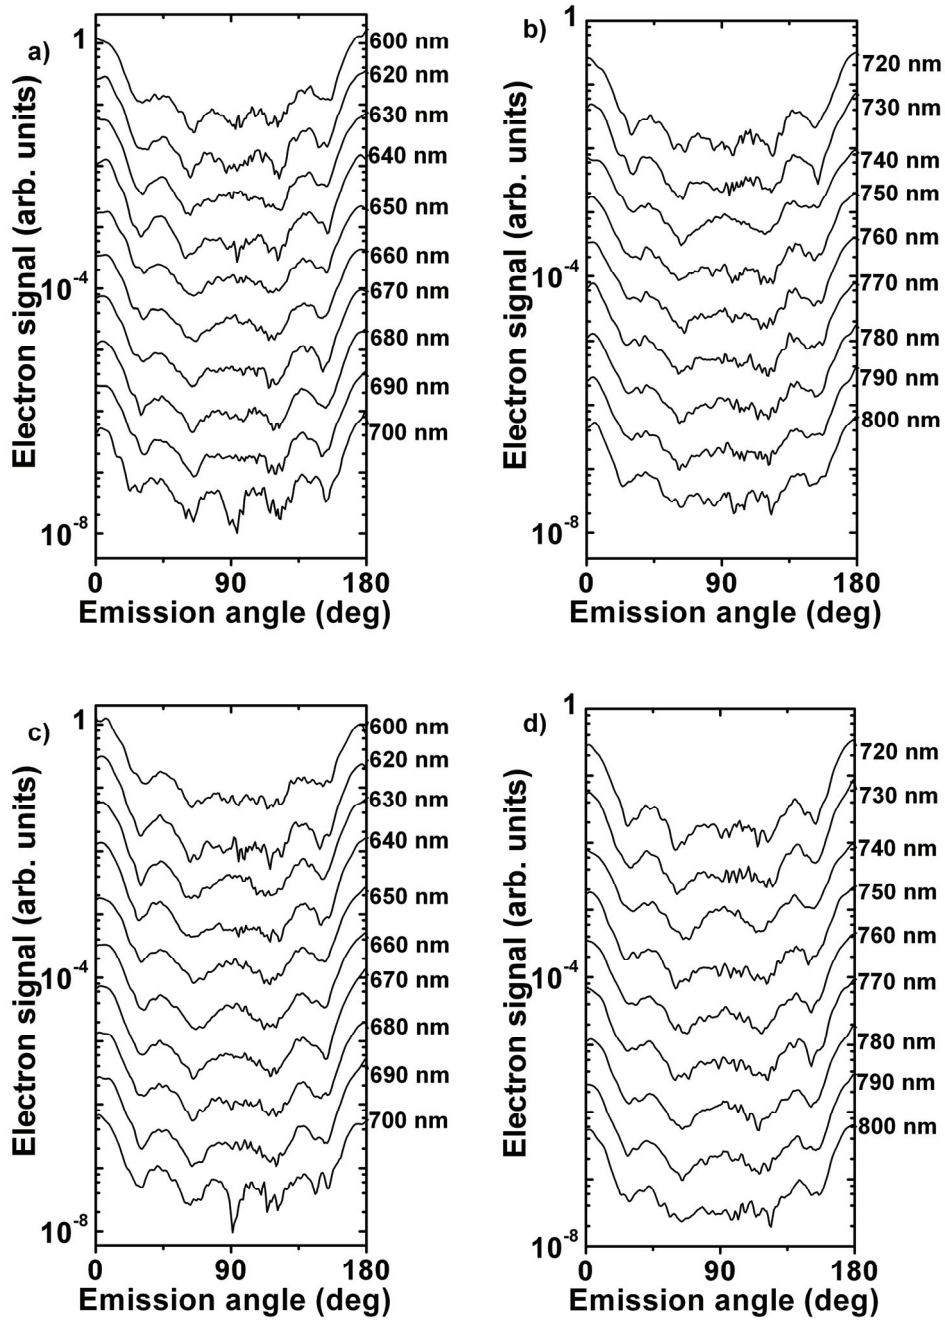 a)
1
10-4
10-8
Electron signal (arb. units)
600 nm
620 nm
630 nm
640 nm
650 nm
660 nm
670 nm
680 nm
690 nm
700 nm
0 90 180
Emission angle (deg)
b)
1
10-4
10-8
Electron signal (arb. units)
720 nm
730 nm
740 nm
750 nm
760 nm
770 nm
780 nm
790 nm
800 nm
0 90 180
Emission angle (deg)
c)
1
10-4
10-8
Electron signal (arb. units)
600 nm
620 nm
630 nm
640 nm
650 nm
660 nm
670 nm
680 nm
690 nm
700 nm
0 90 180
Emission angle (deg)
d)
1
10-4
10-8
Electron signal (arb. units)
720 nm
730 nm
740 nm
750 nm
760 nm
770 nm
780 nm
790 nm
800 nm
0 90 180
Emission angle (deg)